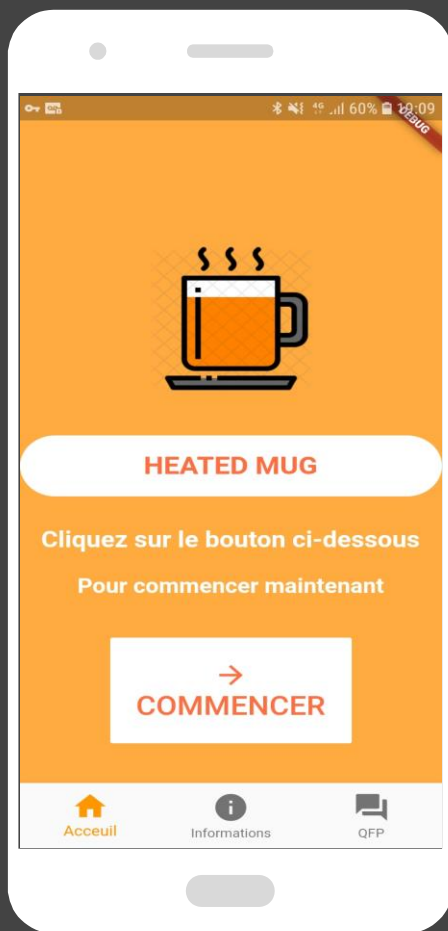 4G 60% 19:09
DEBUG
HEATED MUG
Cliquez sur le bouton ci-dessous
Pour commencer maintenant
→
COMMENCER
Acceuil Informations QFP